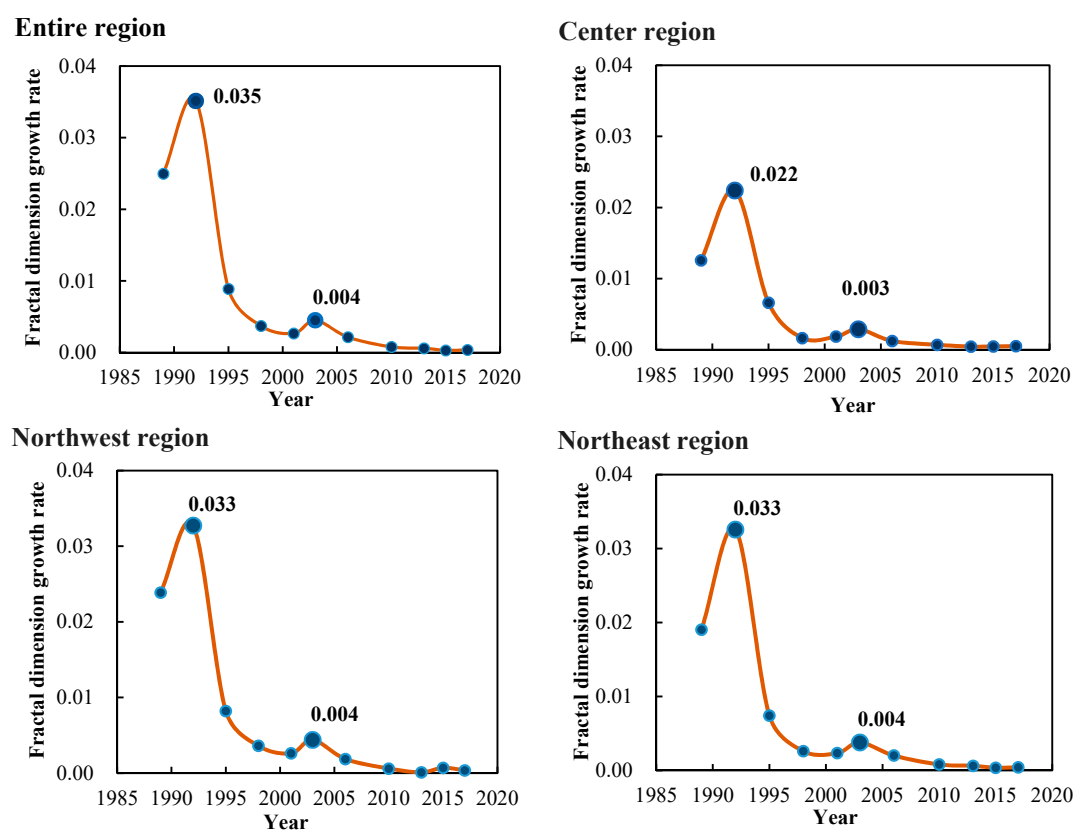 Entire region
Fractal dimension growth rate
0.04
0.03
0.02
0.01
0.00
0.035
0.004
1985 1990 1995 2000 2005 2010 2015 2020
Year
Center region
Fractal dimension growth rate
0.04
0.03
0.02
0.01
0.00
0.022
0.003
1985 1990 1995 2000 2005 2010 2015 2020
Year
Northwest region
Fractal dimension growth rate
0.04
0.03
0.02
0.01
0.00
0.033
0.004
1985 1990 1995 2000 2005 2010 2015 2020
Year
Northeast region
Fractal dimension growth rate
0.04
0.03
0.02
0.01
0.00
0.033
0.004
1985 1990 1995 2000 2005 2010 2015 2020
Year